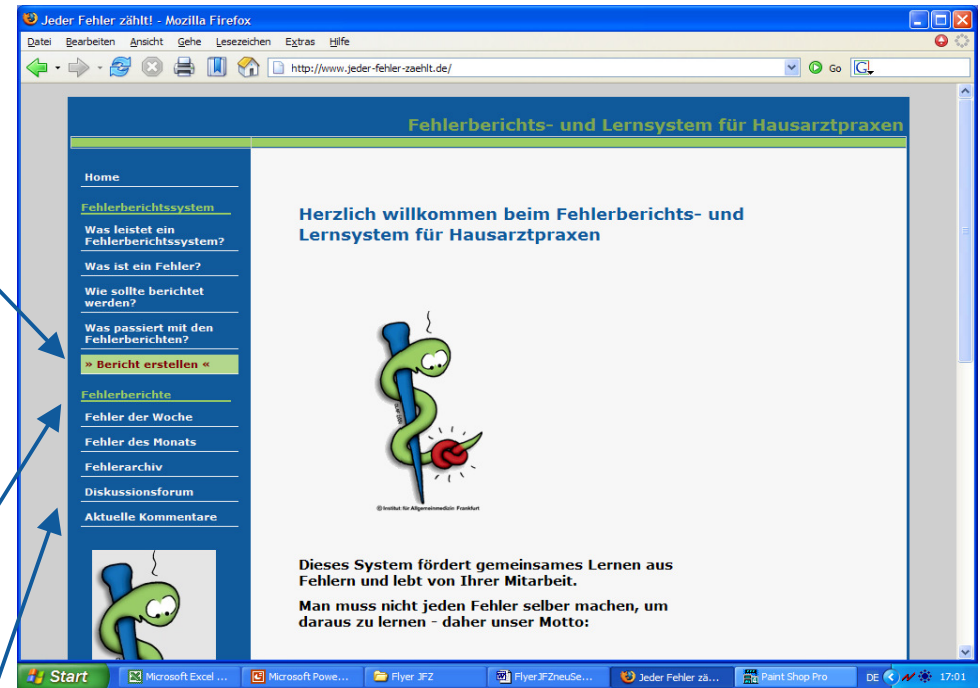 Jeder Fehler zählt! - Mozilla Firefox
Datei Bearbeiten Ansicht Gehe Lesezeichen Extras Hilfe
http://www.jeder-fehler-zaehlt.de/
Go
G
Fehlerberichts- und Lernsystem für Hausarztpraxen
Home
Fehlerberichtssystem
Was leistet ein
Fehlerberichtssystem?
Was ist ein Fehler?
Wie sollte berichtet
werden?
Was passiert mit den
Fehlerberichten?
» Bericht erstellen «
Fehlerberichte
Fehler der Woche
Fehler des Monats
Fehlerarchiv
Diskussionsforum
Aktuelle Kommentare
Herzlich willkommen beim Fehlerberichts- und
Lernsystem für Hausarztpraxen
© Institut für Allgemeinmedizin Frankfurt
Dieses System fördert gemeinsames Lernen aus
Fehlern und lebt von Ihrer Mitarbeit.
Man muss nicht jeden Fehler selber machen, um
daraus zu lernen - daher unser Motto:
Start Microsoft Excel ... Microsoft Powe... Flyer JFZ FlyerJFZneuSe... Jeder Fehler zä... Paint Shop Pro DE 17:01